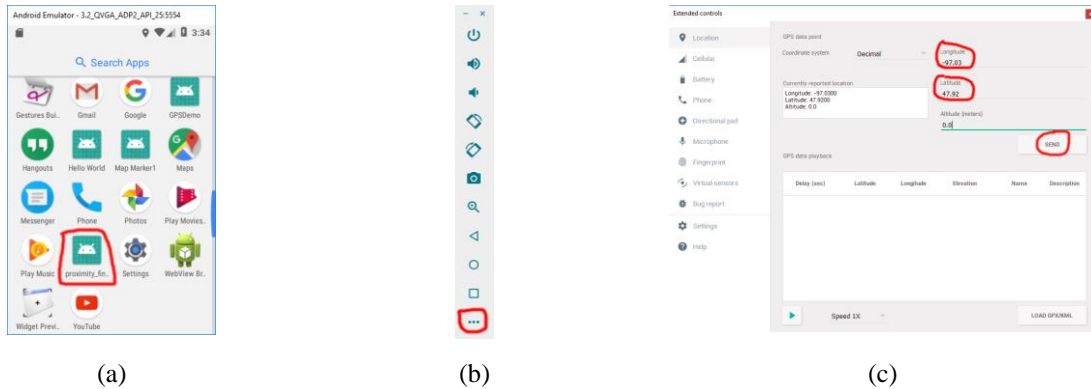 Android Emulator - 3.2_QVGA_ADP2_API_25:5554
3:34
Search Apps
Gestures Bui..
Gmail
Google
GPSDemo
Hangouts
Hello World
Map Marker1
Maps
Messenger
Phone
Photos
Play Movies..
Play Music
proximity_fin..
Settings
WebView Br..
Widget Previ..
YouTube
(a)
(b)
Extended controls
Location
Cellular
Battery
Phone
Directional pad
Microphone
Fingerprint
Virtual sensors
Bug report
Settings
Help
GPS data point
Coordinate system
Decimal
Longitude
-97.03
Latitude
47.92
Currently reported location
Longitude: -97.0300
Latitude: 47.9200
Altitude: 0.0
Altitude (meters)
0.0
SEND
GPS data playback
Delay (sec) Latitude Longitude Elevation Name Description
Speed 1X
LOAD GPX/KML
(c)